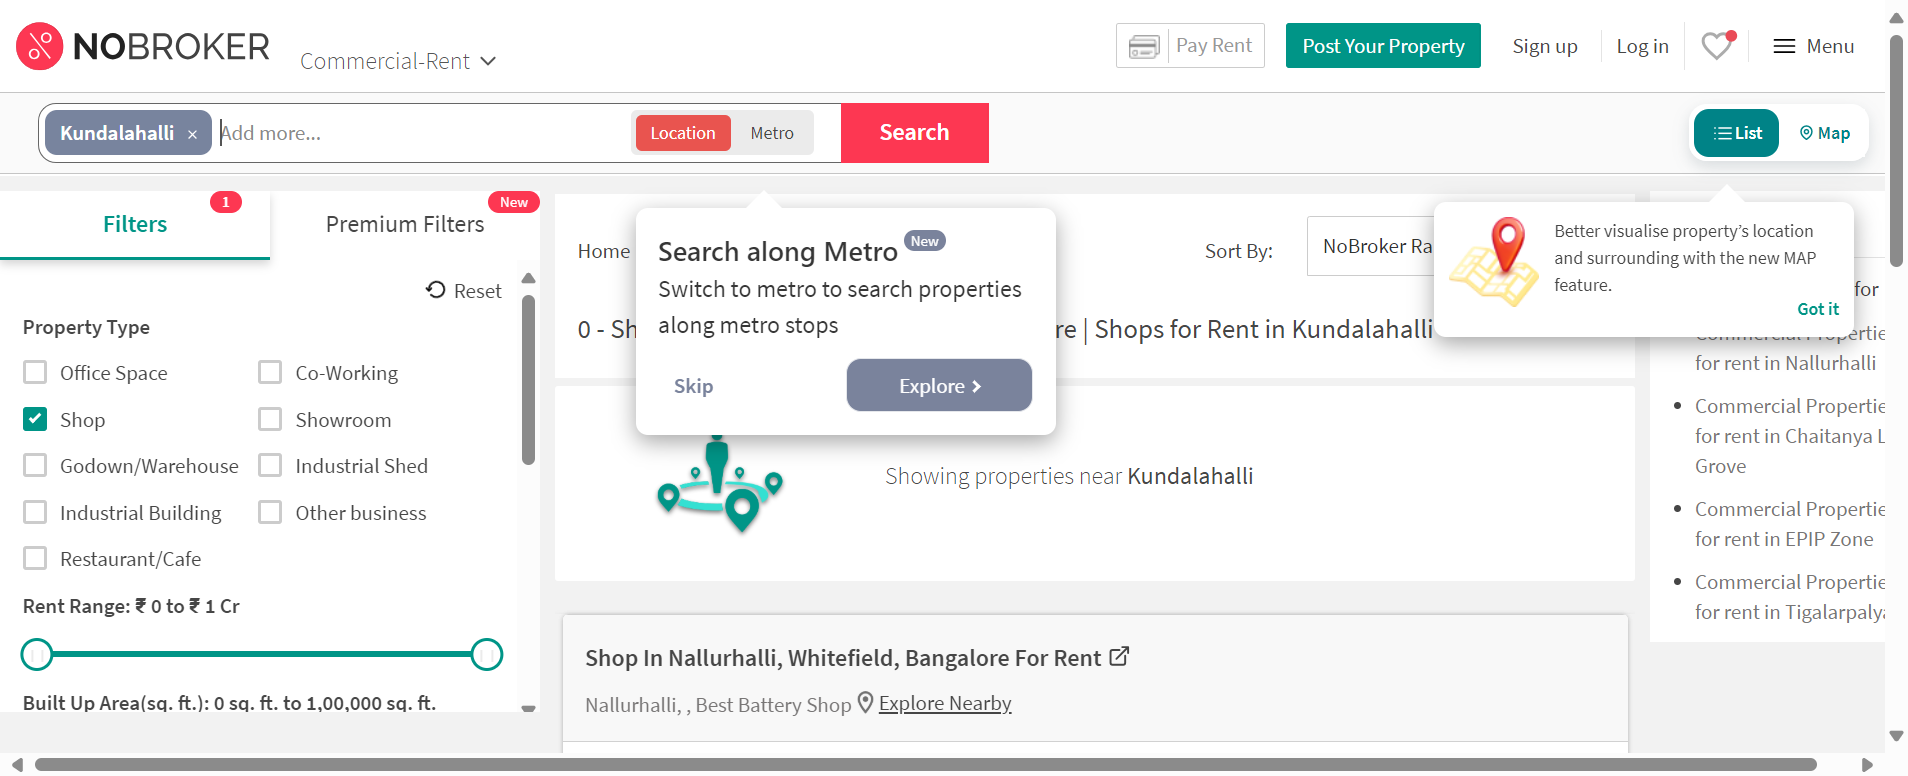 NOBROKER
Commercial-Rent
Pay Rent
Post Your Property
Sign up
Log in
Menu
Kundalahalli ×
Add more...
Location
Metro
Search
List
Map
Filters
1
Premium Filters
New
Reset
Property Type
Office Space
Co-Working
Shop
Showroom
Godown/Warehouse
Industrial Shed
Industrial Building
Other business
Restaurant/Cafe
Rent Range: ₹ 0 to ₹ 1 Cr
Built Up Area(sq. ft.): 0 sq. ft. to 1,00,000 sq. ft.
Home
Sort By:
NoBroker Ra
Search along Metro New
Switch to metro to search properties
along metro stops
Skip
Explore
0 - Sh
re | Shops for Rent in Kundalahalli
Showing properties near Kundalahalli
Shop In Nallurhalli, Whitefield, Bangalore For Rent
Nallurhalli, , Best Battery Shop Explore Nearby
Better visualise property’s location
and surrounding with the new MAP
feature.
Got it
for
Commercial Propertie
for rent in Nallurhalli
Commercial Propertie
for rent in Chaitanya L
Grove
Commercial Propertie
for rent in EPIP Zone
Commercial Propertie
for rent in Tigalarpalya